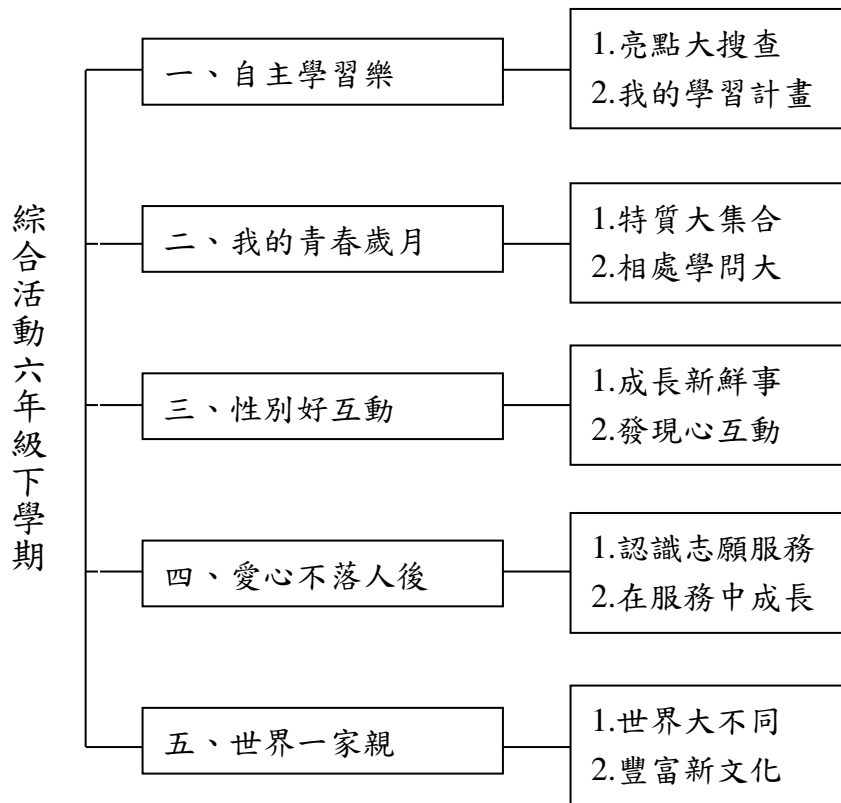 綜合活動六年級下學期
一、自主學習樂
1.亮點大搜查
2.我的學習計畫
二、我的青春歲月
1.特質大集合
2.相處學問大
三、性別好互動
1.成長新鮮事
2.發現心互動
四、愛心不落人後
1.認識志願服務
2.在服務中成長
五、世界一家親
1.世界大不同
2.豐富新文化